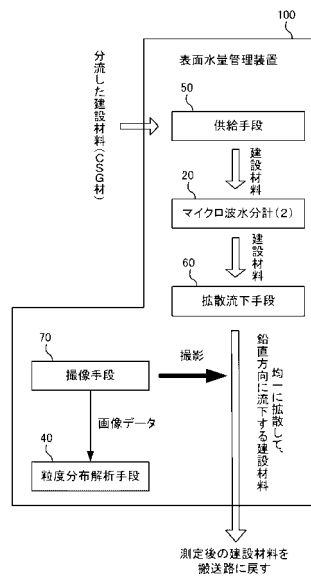 100
表面水量管理装置
分流した建設材料(CSG材)
50
供給手段
建設材料
20
マイクロ波水分計(2)
建設材料
60
拡散流下手段
70
撮像手段
撮影
均一に拡散して、
鉛直方向に流下する建設材料
画像データ
40
粒度分布解析手段
測定後の建設材料を
搬送路に戻す